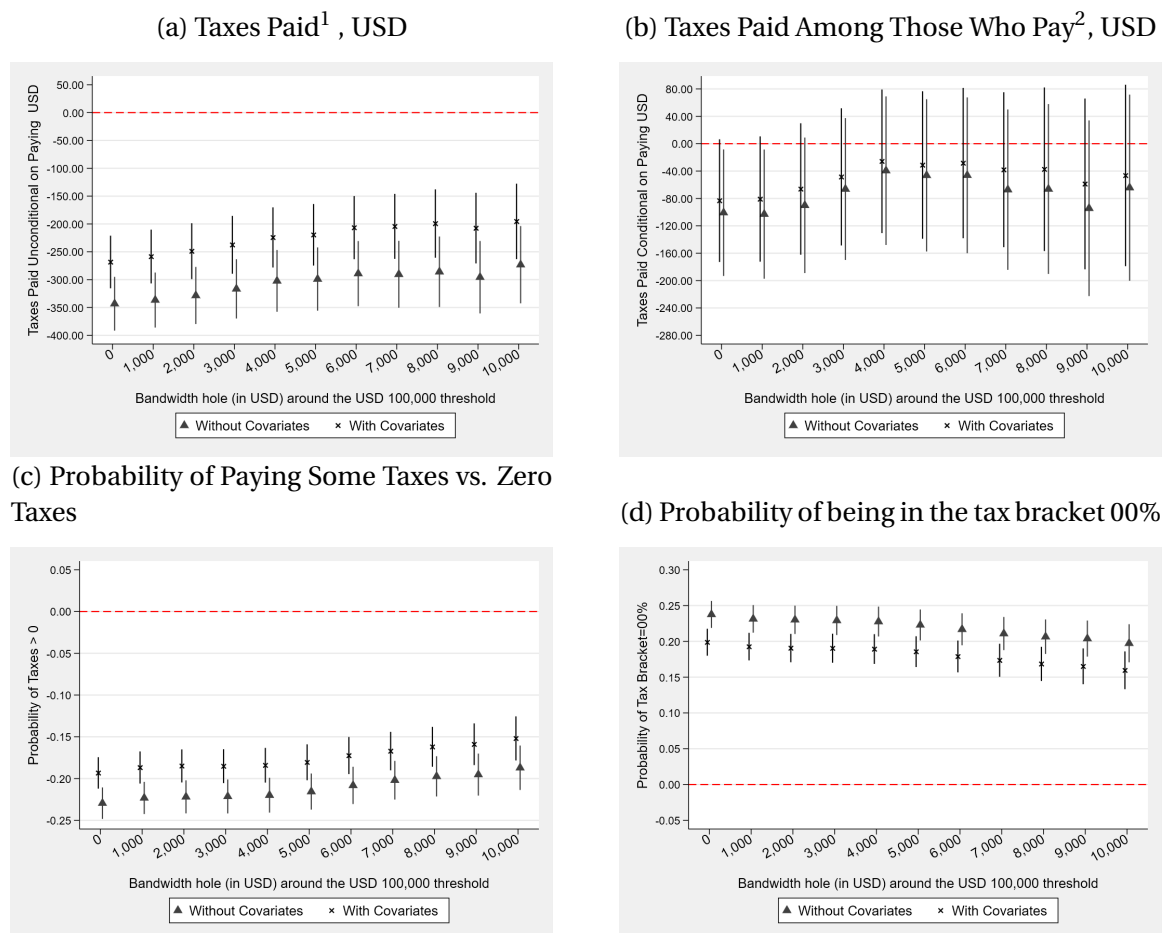 (a) Taxes Paid¹ , USD
Taxes Paid Unconditional on Paying USD
50.00
0.00
-50.00
-100.00
-150.00
-200.00
-250.00
-300.00
-350.00
-400.00
0 1,000 2,000 3,000 4,000 5,000 6,000 7,000 8,000 9,000 10,000
Bandwidth hole (in USD) around the USD 100,000 threshold
Without Covariates With Covariates
(b) Taxes Paid Among Those Who Pay², USD
Taxes Paid Conditional on Paying USD
80.00
40.00
0.00
-40.00
-80.00
-120.00
-160.00
-200.00
-240.00
-280.00
0 1,000 2,000 3,000 4,000 5,000 6,000 7,000 8,000 9,000 10,000
Bandwidth hole (in USD) around the USD 100,000 threshold
Without Covariates With Covariates
(c) Probability of Paying Some Taxes vs. Zero
Taxes
Probability of Taxes > 0
0.05
0.00
-0.05
-0.10
-0.15
-0.20
-0.25
0 1,000 2,000 3,000 4,000 5,000 6,000 7,000 8,000 9,000 10,000
Bandwidth hole (in USD) around the USD 100,000 threshold
Without Covariates With Covariates
(d) Probability of being in the tax bracket 00%
Probability of Tax Bracket=00%
0.30
0.25
0.20
0.15
0.10
0.05
0.00
-0.05
0 1,000 2,000 3,000 4,000 5,000 6,000 7,000 8,000 9,000 10,000
Bandwidth hole (in USD) around the USD 100,000 threshold
Without Covariates With Covariates